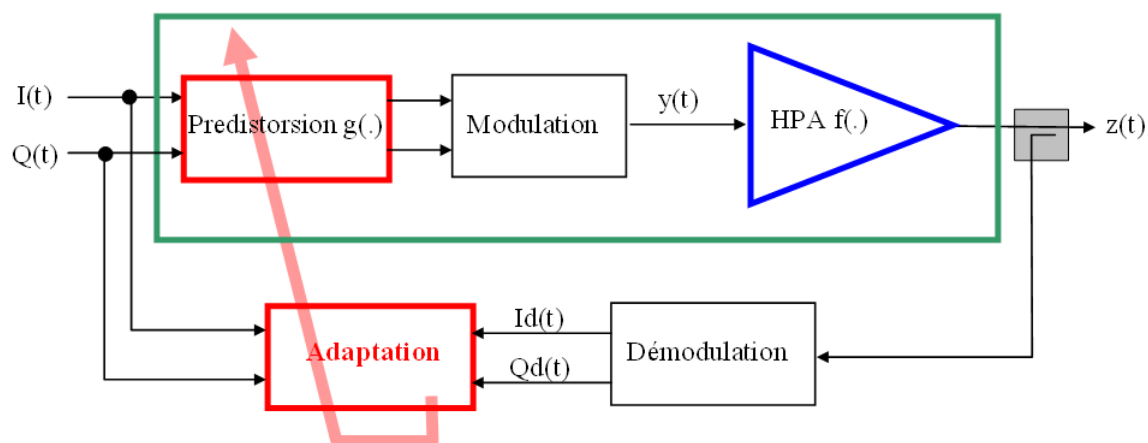 I(t)
Q(t)
Predistorsion g(.)
Modulation
y(t)
HPA f(.)
z(t)
Adaptation
Id(t)
Qd(t)
Démodulation